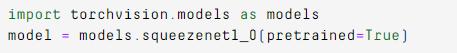 import torchvision.models as models
model = models.squeezenet1_0(pretrained=True)